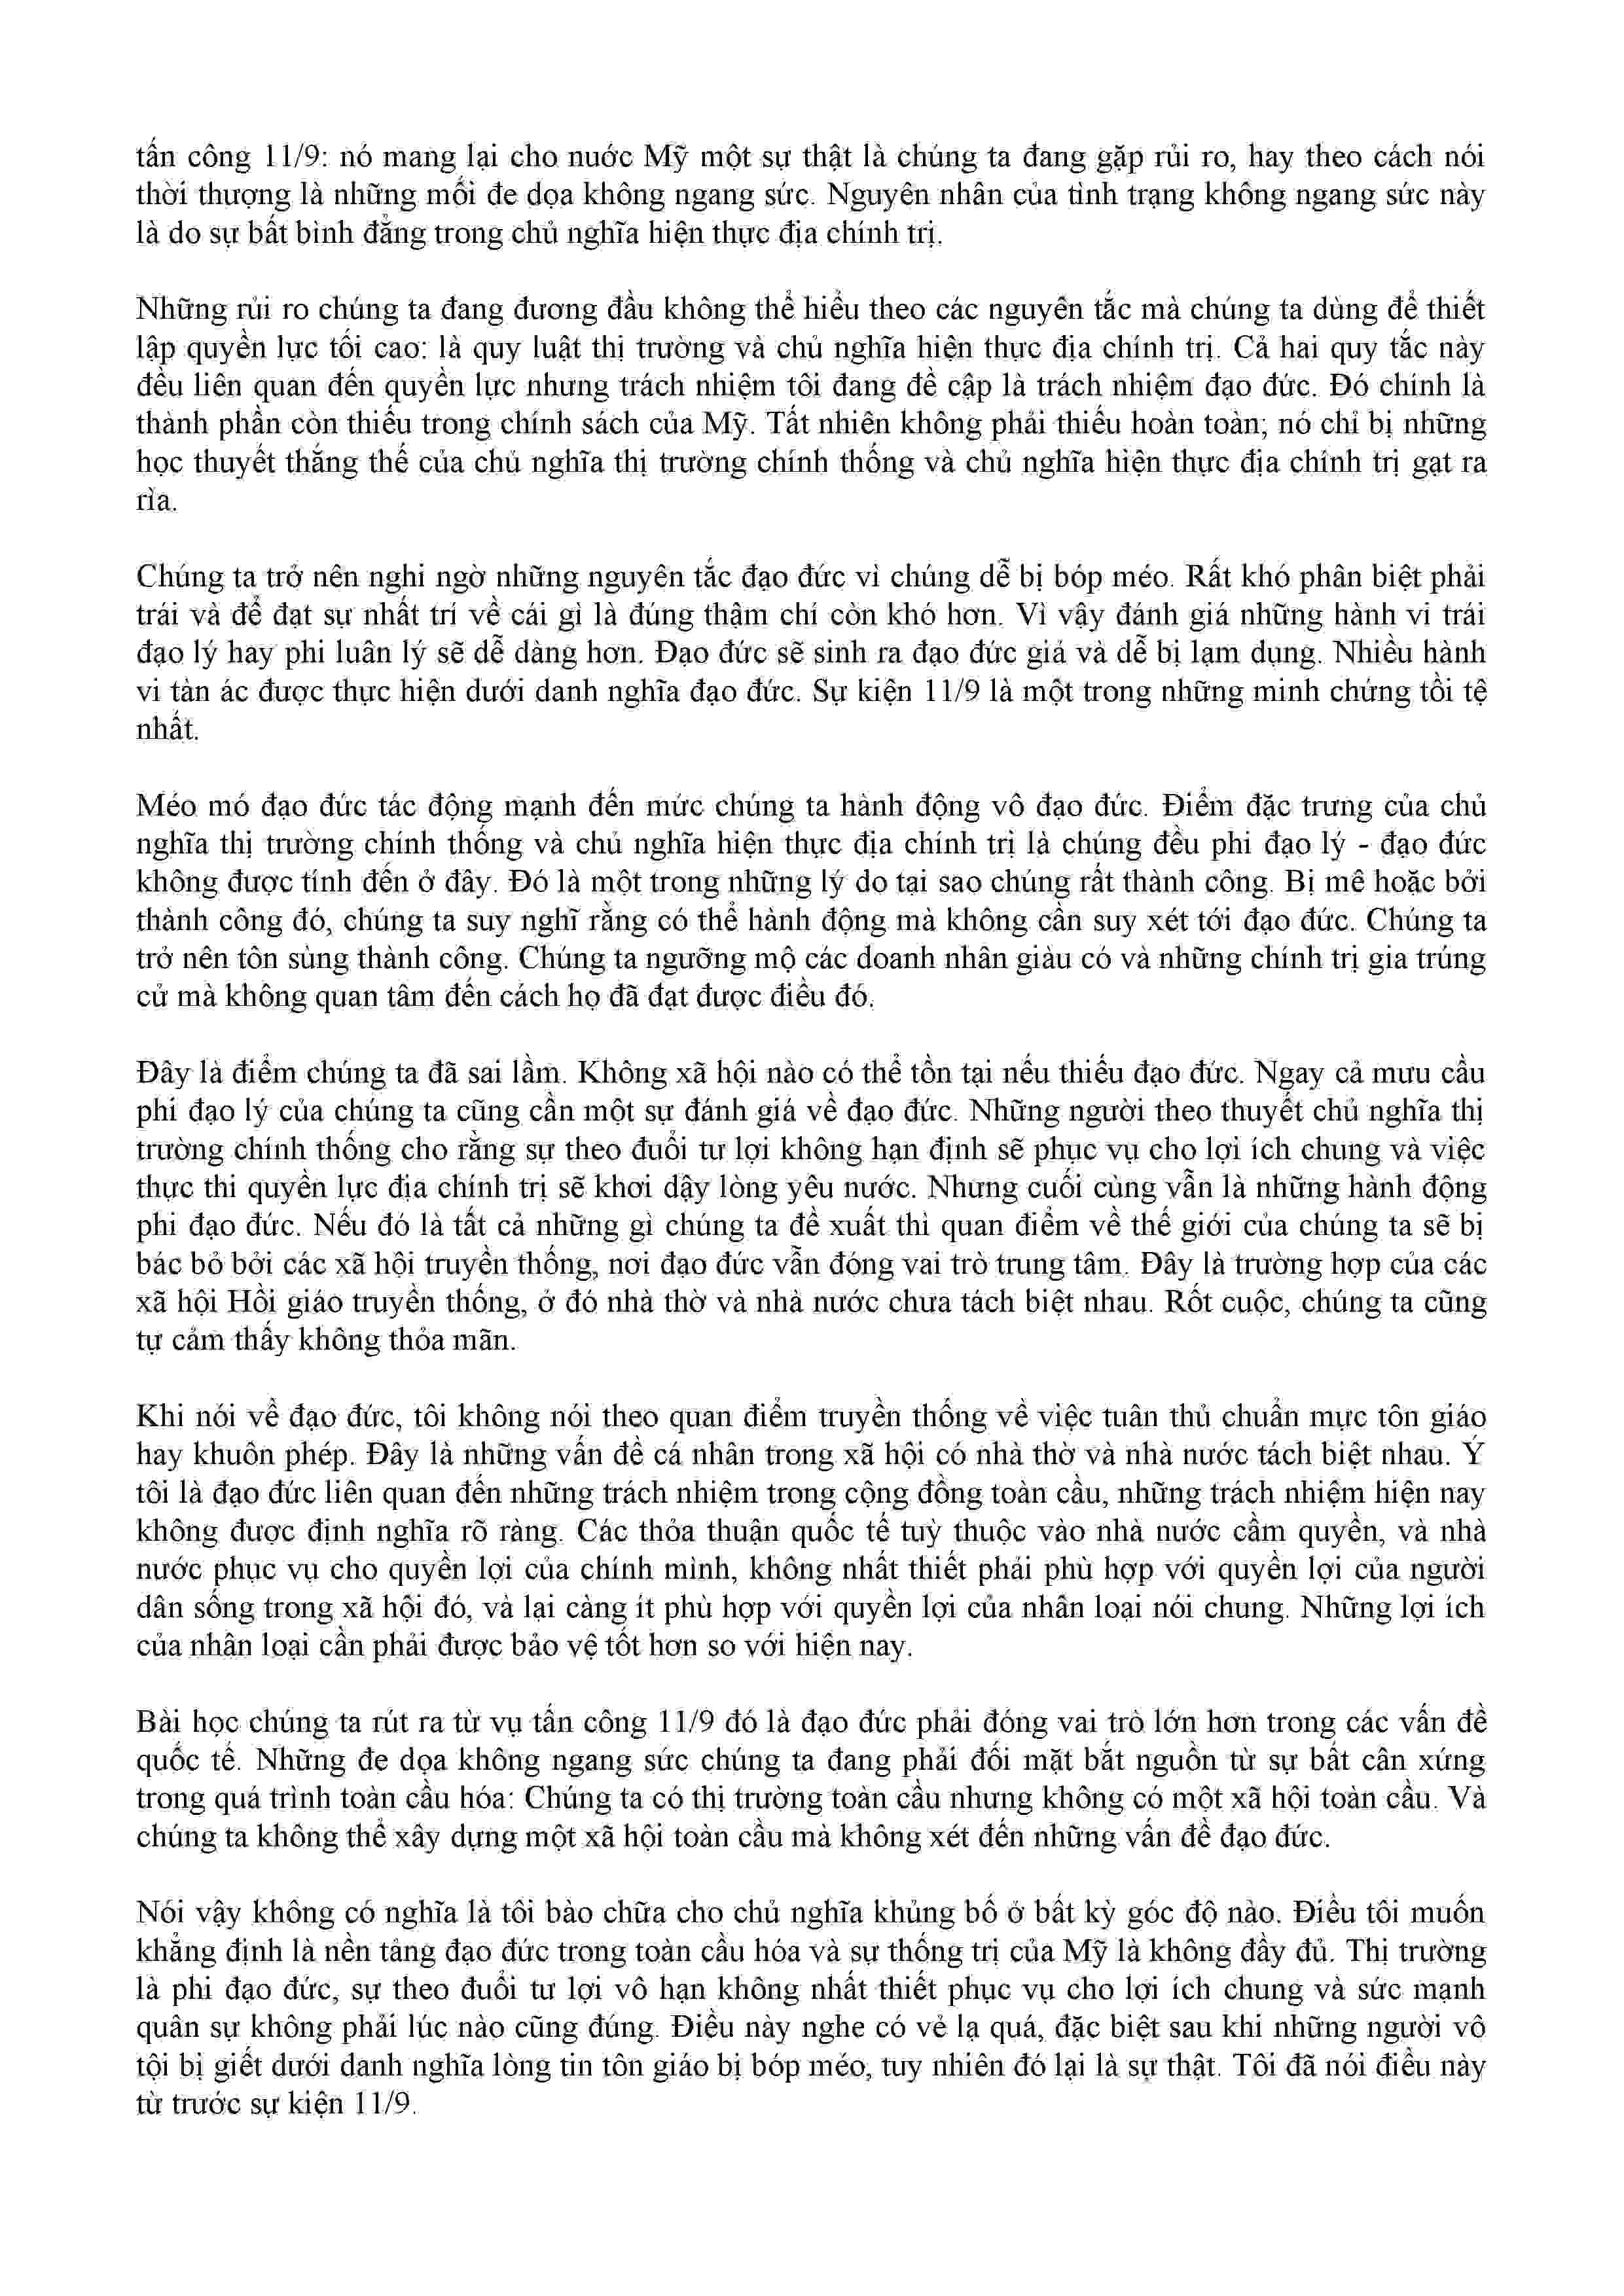 tấn công 11/9: nó mang lại cho nước Mỹ một sự thật là chúng ta đang gặp rủi ro, hay theo cách nói
thời thượng là những mối đe dọa không ngang sức. Nguyên nhân của tình trạng không ngang sức này
là do sự bất bình đẳng trong chủ nghĩa hiện thực địa chính trị.
Những rủi ro chúng ta đang đương đầu không thể hiểu theo các nguyên tắc mà chúng ta dùng để thiết
lập quyền lực tối cao: là quy luật thị trường và chủ nghĩa hiện thực địa chính trị. Cả hai quy tắc này
đều liên quan đến quyền lực nhưng trách nhiệm tôi đang đề cập là trách nhiệm đạo đức. Đó chính là
thành phần còn thiếu trong chính sách của Mỹ. Tất nhiên không phải thiếu hoàn toàn; nó chỉ bị những
học thuyết thắng thế của chủ nghĩa thị trường chính thống và chủ nghĩa hiện thực địa chính trị gạt ra
rìa.
Chúng ta trở nên nghi ngờ những nguyên tắc đạo đức vì chúng dễ bị bóp méo. Rất khó phân biệt phải
trái và để đạt sự nhất trí về cái gì là đúng thậm chí còn khó hơn. Vì vậy đánh giá những hành vi trái
đạo lý hay phi luân lý sẽ dễ dàng hơn. Đạo đức sẽ sinh ra đạo đức giả và dễ bị lạm dụng. Nhiều hành
vi tàn ác được thực hiện dưới danh nghĩa đạo đức. Sự kiện 11/9 là một trong những minh chứng tồi tệ
nhất.
Méo mó đạo đức tác động mạnh đến mức chúng ta hành động vô đạo đức. Điểm đặc trưng của chủ
nghĩa thị trường chính thống và chủ nghĩa hiện thực địa chính trị là chúng đều phi đạo lý - đạo đức
không được tính đến ở đây. Đó là một trong những lý do tại sao chúng rất thành công. Bị mê hoặc bởi
thành công đó, chúng ta suy nghĩ rằng có thể hành động mà không cần suy xét tới đạo đức. Chúng ta
trở nên tôn sùng thành công. Chúng ta ngưỡng mộ các doanh nhân giàu có và những chính trị gia trúng
cử mà không quan tâm đến cách họ đã đạt được điều đó.
Đây là điểm chúng ta đã sai lầm. Không xã hội nào có thể tồn tại nếu thiếu đạo đức. Ngay cả mưu cầu
phi đạo lý của chúng ta cũng cần một sự đánh giá về đạo đức. Những người theo thuyết chủ nghĩa thị
trường chính thống cho rằng sự theo đuổi tư lợi không hạn định sẽ phục vụ cho lợi ích chung và việc
thực thi quyền lực địa chính trị sẽ khơi dậy lòng yêu nước. Nhưng cuối cùng vẫn là những hành động
phi đạo đức. Nếu đó là tất cả những gì chúng ta đề xuất thì quan điểm về thế giới của chúng ta sẽ bị
bác bỏ bởi các xã hội truyền thống, nơi đạo đức vẫn đóng vai trò trung tâm. Đây là trường hợp của các
xã hội Hồi giáo truyền thống, ở đó nhà thờ và nhà nước chưa tách biệt nhau. Rốt cuộc, chúng ta cũng
tự cảm thấy không thỏa mãn.
Khi nói về đạo đức, tôi không nói theo quan điểm truyền thống về việc tuân thủ chuẩn mực tôn giáo
hay khuôn phép. Đây là những vấn đề cá nhân trong xã hội có nhà thờ và nhà nước tách biệt nhau. Ý
tôi là đạo đức liên quan đến những trách nhiệm trong cộng đồng toàn cầu, những trách nhiệm hiện nay
không được định nghĩa rõ ràng. Các thỏa thuận quốc tế tuỳ thuộc vào nhà nước cầm quyền, và nhà
nước phục vụ cho quyền lợi của chính mình, không nhất thiết phải phù hợp với quyền lợi của người
dân sống trong xã hội đó, và lại càng ít phù hợp với quyền lợi của nhân loại nói chung. Những lợi ích
của nhân loại cần phải được bảo vệ tốt hơn so với hiện nay.
Bài học chúng ta rút ra từ vụ tấn công 11/9 đó là đạo đức phải đóng vai trò lớn hơn trong các vấn đề
quốc tế. Những đe dọa không ngang sức chúng ta đang phải đối mặt bắt nguồn từ sự bất cân xứng
trong quá trình toàn cầu hóa: Chúng ta có thị trường toàn cầu nhưng không có một xã hội toàn cầu. Và
chúng ta không thể xây dựng một xã hội toàn cầu mà không xét đến những vấn đề đạo đức.
Nói vậy không có nghĩa là tôi bào chữa cho chủ nghĩa khủng bố ở bất kỳ góc độ nào. Điều tôi muốn
khẳng định là nền tảng đạo đức trong toàn cầu hóa và sự thống trị của Mỹ là không đầy đủ. Thị trường
là phi đạo đức, sự theo đuổi tư lợi vô hạn không nhất thiết phục vụ cho lợi ích chung và sức mạnh
quân sự không phải lúc nào cũng đúng. Điều này nghe có vẻ lạ quá, đặc biệt sau khi những người vô
tội bị giết dưới danh nghĩa lòng tin tôn giáo bị bóp méo, tuy nhiên đó lại là sự thật. Tôi đã nói điều này
từ trước sự kiện 11/9.